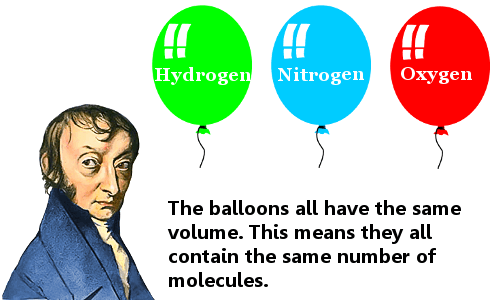 Hydrogen Nitrogen Oxygen
The balloons all have the same
volume. This means they all
contain the same number of
molecules.